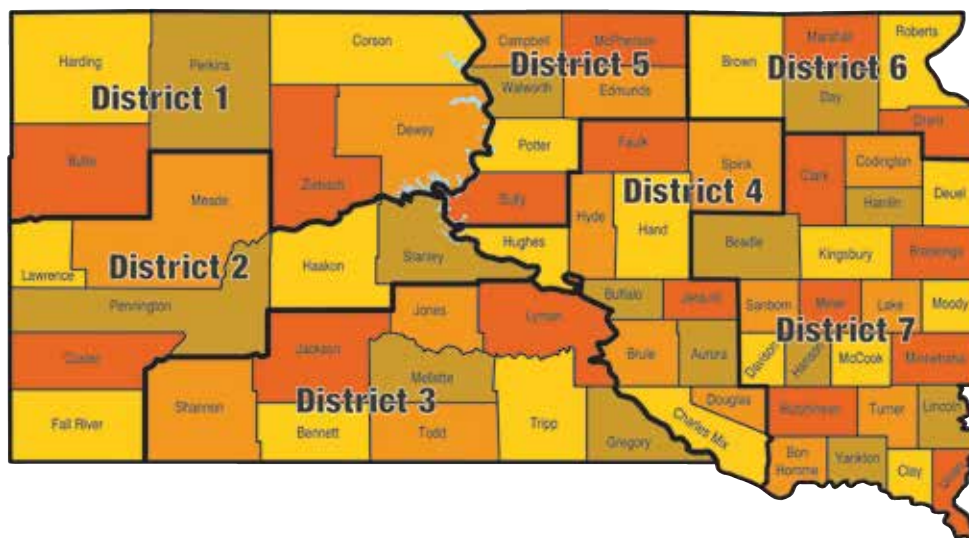 Harding
Perkins
Corson
Campbell
McPherson
Brown
Marshall
Roberts
District 1
District 5
District 6
Walworth
Edmunds
Day
Grant
Butte
Ziebach
Dewey
Potter
Faulk
Spink
Clark
Codrington
Hamlin
Deuel
Meade
Sully
Hyde
Hand
District 4
Lawrence
District 2
Haakon
Stanley
Hughes
Beadle
Kingsbury
Brookings
Pennington
Jones
Lyman
Buffalo
Jerauld
Sanborn
Miner
Lake
Moody
District 7
Custer
Jackson
Mellette
Brule
Aurora
Davison
Hanson
McCook
Minnehaha
Fall River
Shannon
District 3
Bennett
Todd
Tripp
Gregory
Charles Mix
Douglas
Hutchinson
Turner
Lincoln
Bon
Homme
Yankton
Clay
Union